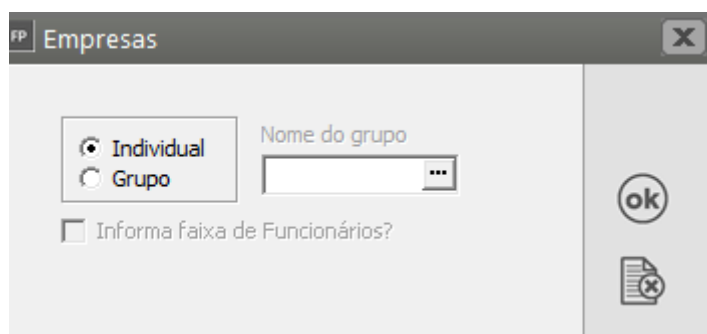 FP Empresas
Individual
Grupo
Nome do grupo
...
Informa faixa de Funcionários?
ok